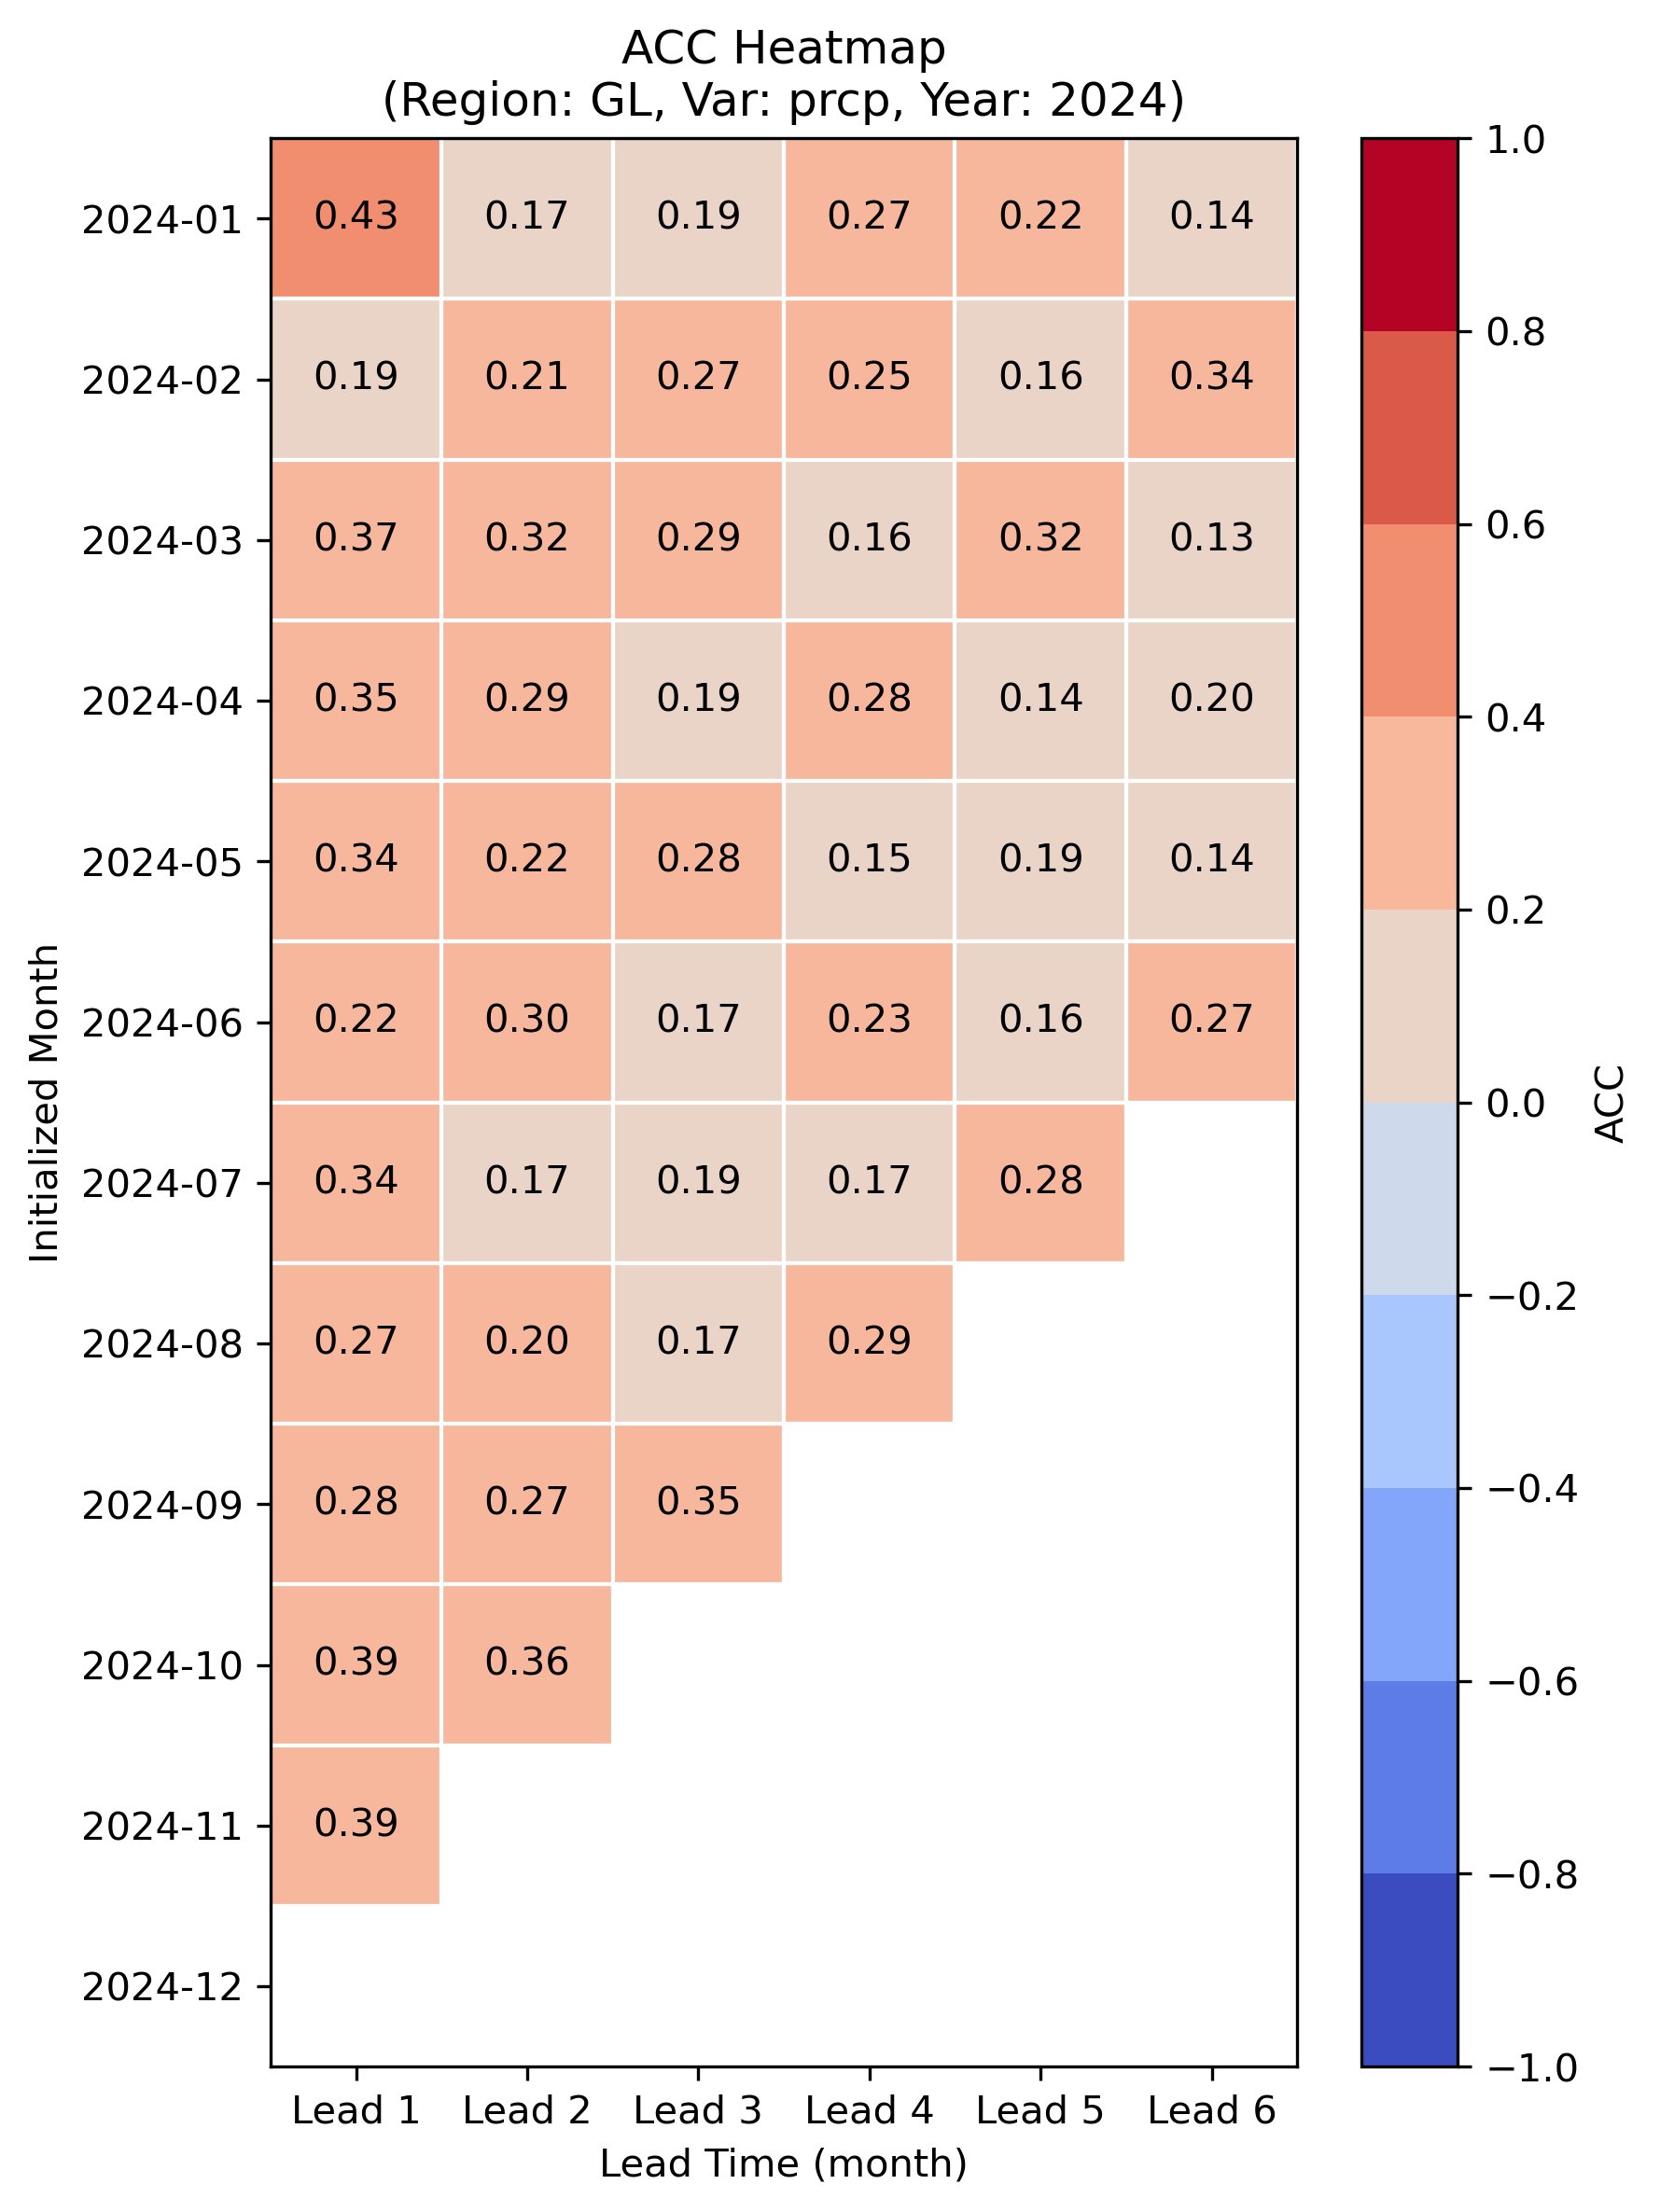 ACC Heatmap
(Region: GL, Var: prcp, Year: 2024)
Initialized Month
2024-01 0.43 0.17 0.19 0.27 0.22 0.14
2024-02 0.19 0.21 0.27 0.25 0.16 0.34
2024-03 0.37 0.32 0.29 0.16 0.32 0.13
2024-04 0.35 0.29 0.19 0.28 0.14 0.20
2024-05 0.34 0.22 0.28 0.15 0.19 0.14
2024-06 0.22 0.30 0.17 0.23 0.16 0.27
2024-07 0.34 0.17 0.19 0.17 0.28
2024-08 0.27 0.20 0.17 0.29
2024-09 0.28 0.27 0.35
2024-10 0.39 0.36
2024-11 0.39
2024-12
Lead 1 Lead 2 Lead 3 Lead 4 Lead 5 Lead 6
Lead Time (month)
1.0
0.8
0.6
0.4
0.2
0.0
−0.2
−0.4
−0.6
−0.8
−1.0
ACC